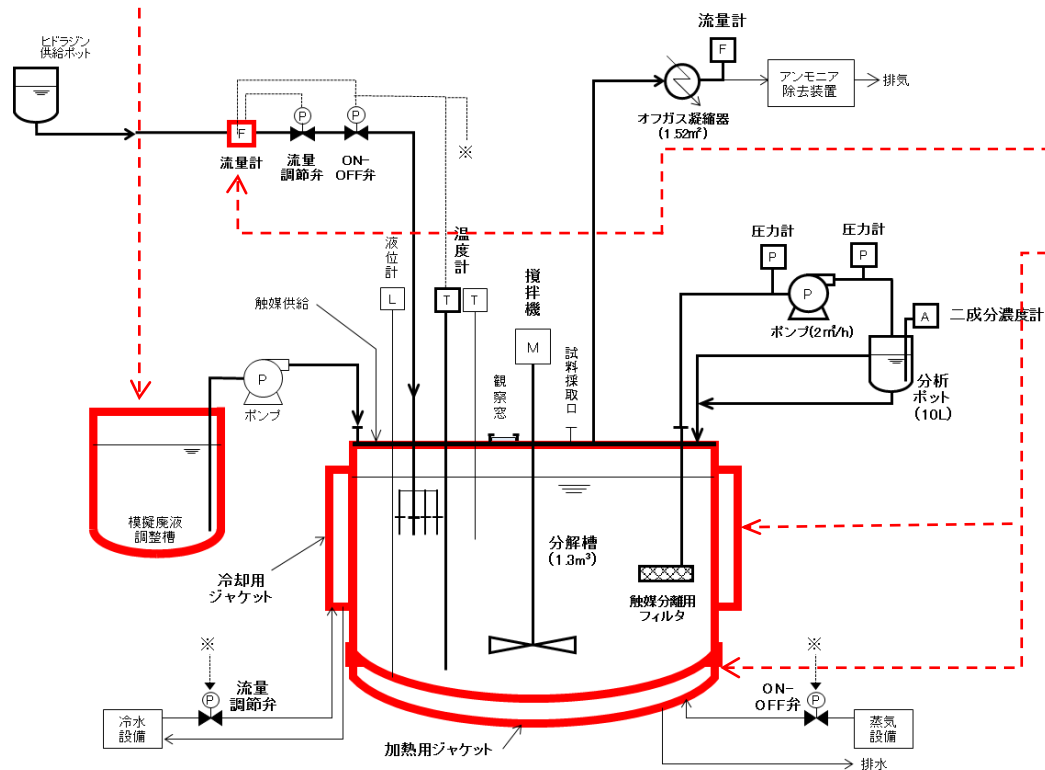 ヒドラジン
供給ポット
F
P
P
流量計
流量
調節弁
ON-
OFF弁
※
流量計
F
オフガス凝縮器
(1.52m²)
アンモニア
除去装置
排気
液位計
温度計
L
T
T
撹拌機
M
触媒供給
観察窓
試料採取口
圧力計
圧力計
P
P
P
ポンプ(2㎥/h)
A
二成分濃度計
分析
ポット
(10L)
P
ポンプ
模擬廃液
調整槽
分解槽
(1.3m³)
触媒分離用
フィルタ
冷却用
ジャケット
※
P
流量
調節弁
冷水
設備
加熱用ジャケット
※
P
ON-
OFF弁
蒸気
設備
排水